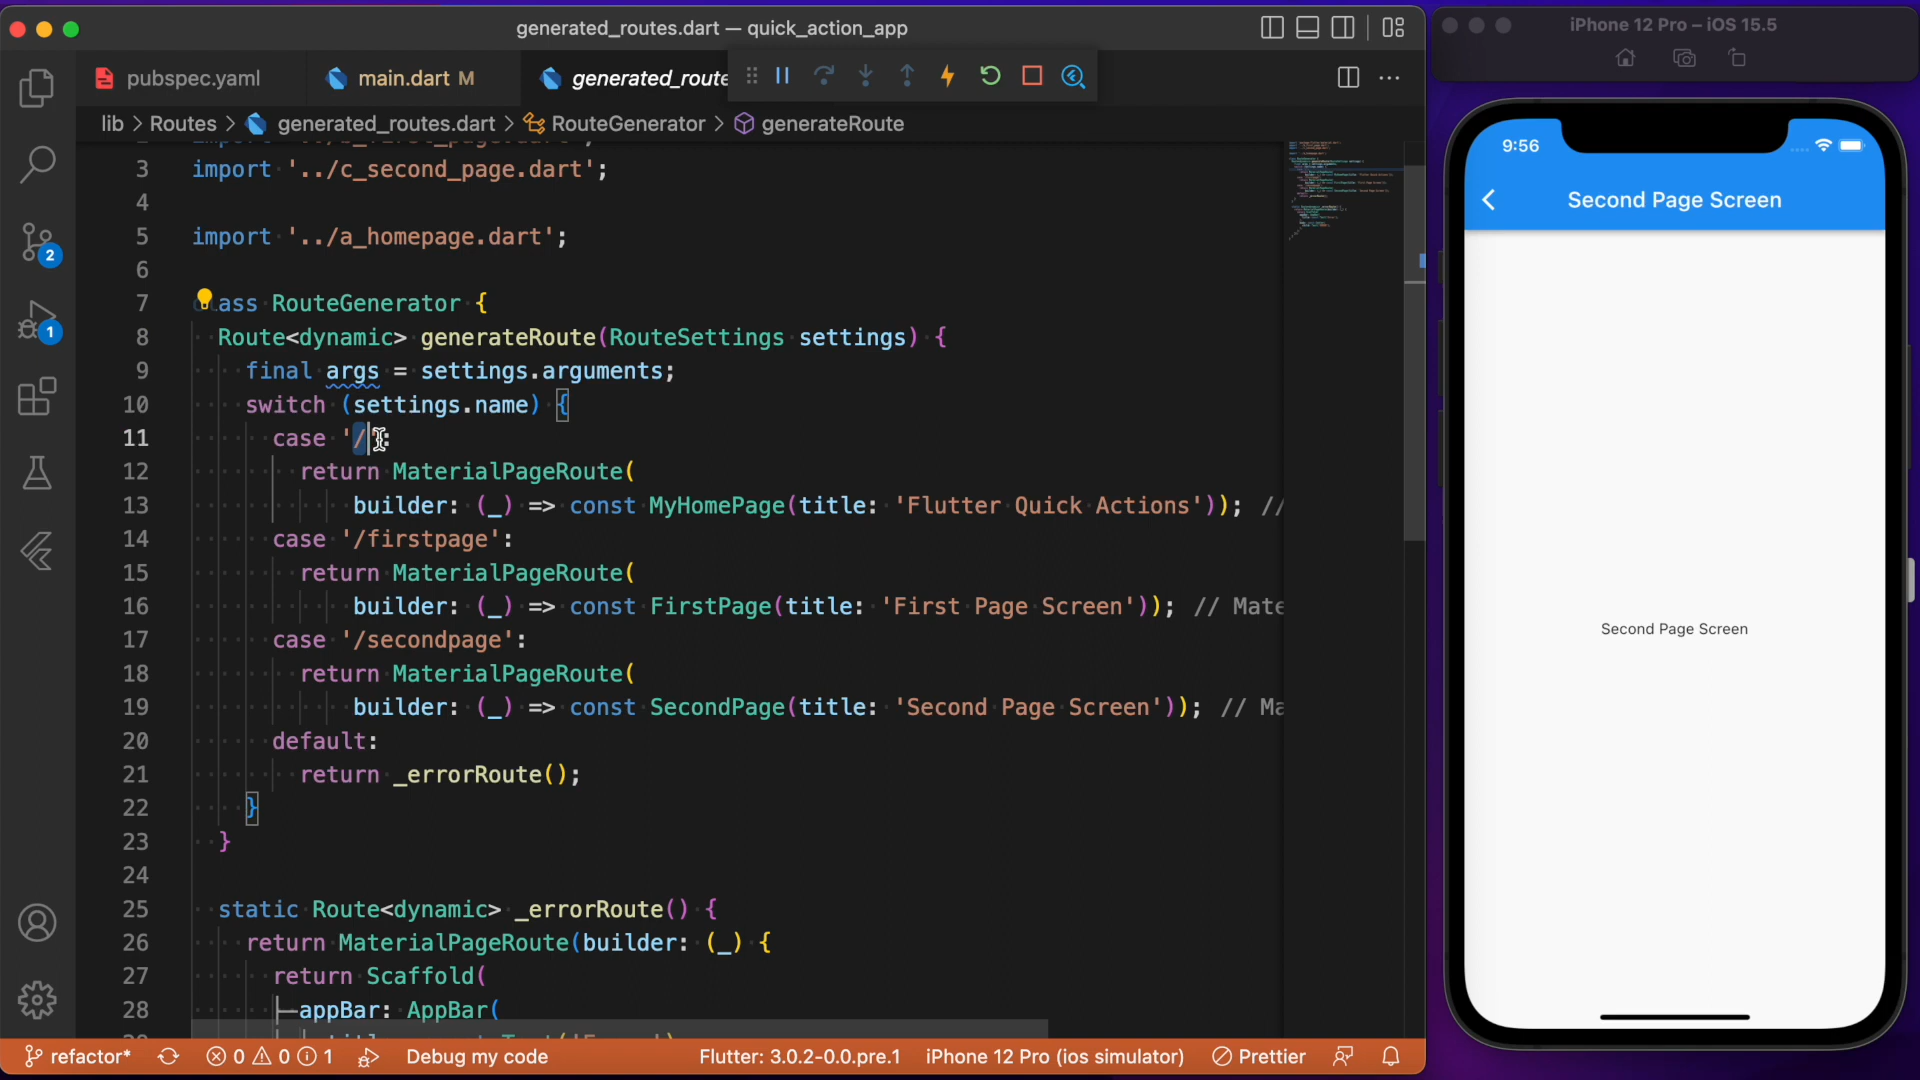 generated_routes.dart — quick_action_app
pubspec.yaml
main.dart M
generated_route
lib > Routes > generated_routes.dart > RouteGenerator > generateRoute
3 import '../c_second_page.dart';
4
5 import '../a_homepage.dart';
6
7 class RouteGenerator {
8 Route<dynamic> generateRoute(RouteSettings settings) {
9 final args = settings.arguments;
10 switch (settings.name) {
11 case '/':
12 return MaterialPageRoute(
13 builder: (_) => const MyHomePage(title: 'Flutter Quick Actions')); //
14 case '/firstpage':
15 return MaterialPageRoute(
16 builder: (_) => const FirstPage(title: 'First Page Screen')); // Mate
17 case '/secondpage':
18 return MaterialPageRoute(
19 builder: (_) => const SecondPage(title: 'Second Page Screen')); // Ma
20 default:
21 return _errorRoute();
22 }
23 }
24
25 static Route<dynamic> _errorRoute() {
26 return MaterialPageRoute(builder: (_) {
27 return Scaffold(
28 appBar: AppBar(
2
1
refactor* 0 0 1 Debug my code Flutter: 3.0.2-0.0.pre.1 iPhone 12 Pro (ios simulator) Prettier
iPhone 12 Pro – iOS 15.5
9:56
Second Page Screen
Second Page Screen